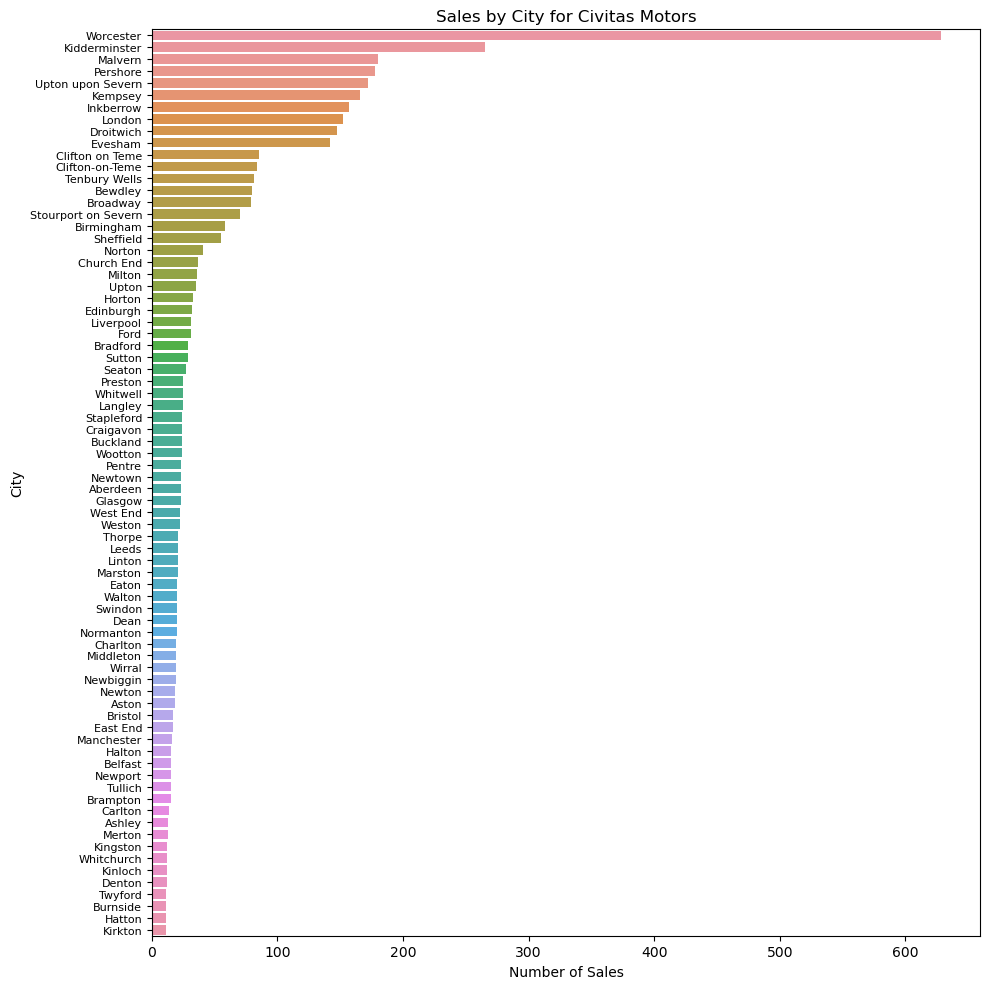 Sales by City for Civitas Motors
Worcester
Kidderminster
Malvern
Pershore
Upton upon Severn
Kempsey
Inkberrow
London
Droitwich
Evesham
Clifton on Teme
Clifton-on-Teme
Tenbury Wells
Bewdley
Broadway
Stourport on Severn
Birmingham
Sheffield
Norton
Church End
Milton
Upton
Horton
Edinburgh
Liverpool
Ford
Bradford
Sutton
Seaton
Preston
Whitwell
Langley
Stapleford
Craigavon
Buckland
Wootton
Pentre
Newtown
Aberdeen
Glasgow
West End
Weston
Thorpe
Leeds
Linton
Marston
Eaton
Walton
Swindon
Dean
Normanton
Charlton
Middleton
Wirral
Newbiggin
Newton
Aston
Bristol
East End
Manchester
Halton
Belfast
Newport
Tullich
Brampton
Carlton
Ashley
Merton
Kingston
Whitchurch
Kinloch
Denton
Twyford
Burnside
Hatton
Kirkton
City
0 100 200 300 400 500 600
Number of Sales